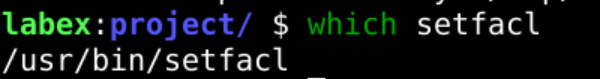 labex:project/ $ which setfacl
/usr/bin/setfacl